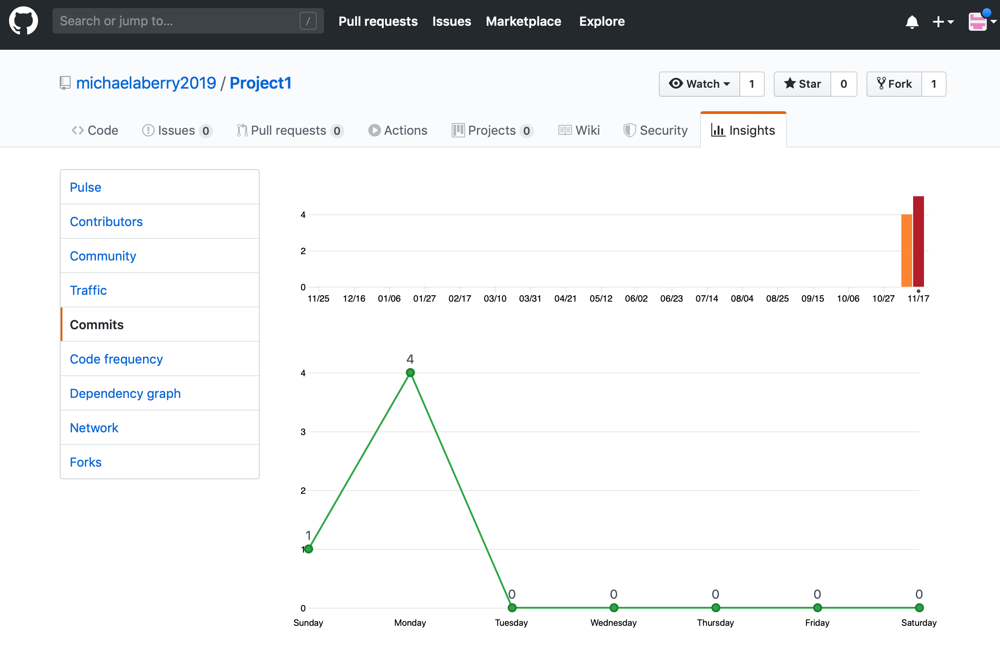 Search or jump to... / Pull requests Issues Marketplace Explore
michaelaberry2019 / Project1 Watch 1 Star 0 Fork 1
Code Issues 0 Pull requests 0 Actions Projects 0 Wiki Security Insights
Pulse
Contributors
Community
Traffic
Commits
Code frequency
Dependency graph
Network
Forks
4
2
0
11/25 12/16 01/06 01/27 02/17 03/10 03/31 04/21 05/12 06/02 06/23 07/14 08/04 08/25 09/15 10/06 10/27 11/17
4
4
3
2
1
1
0 0 0 0 0
0
Sunday Monday Tuesday Wednesday Thursday Friday Saturday